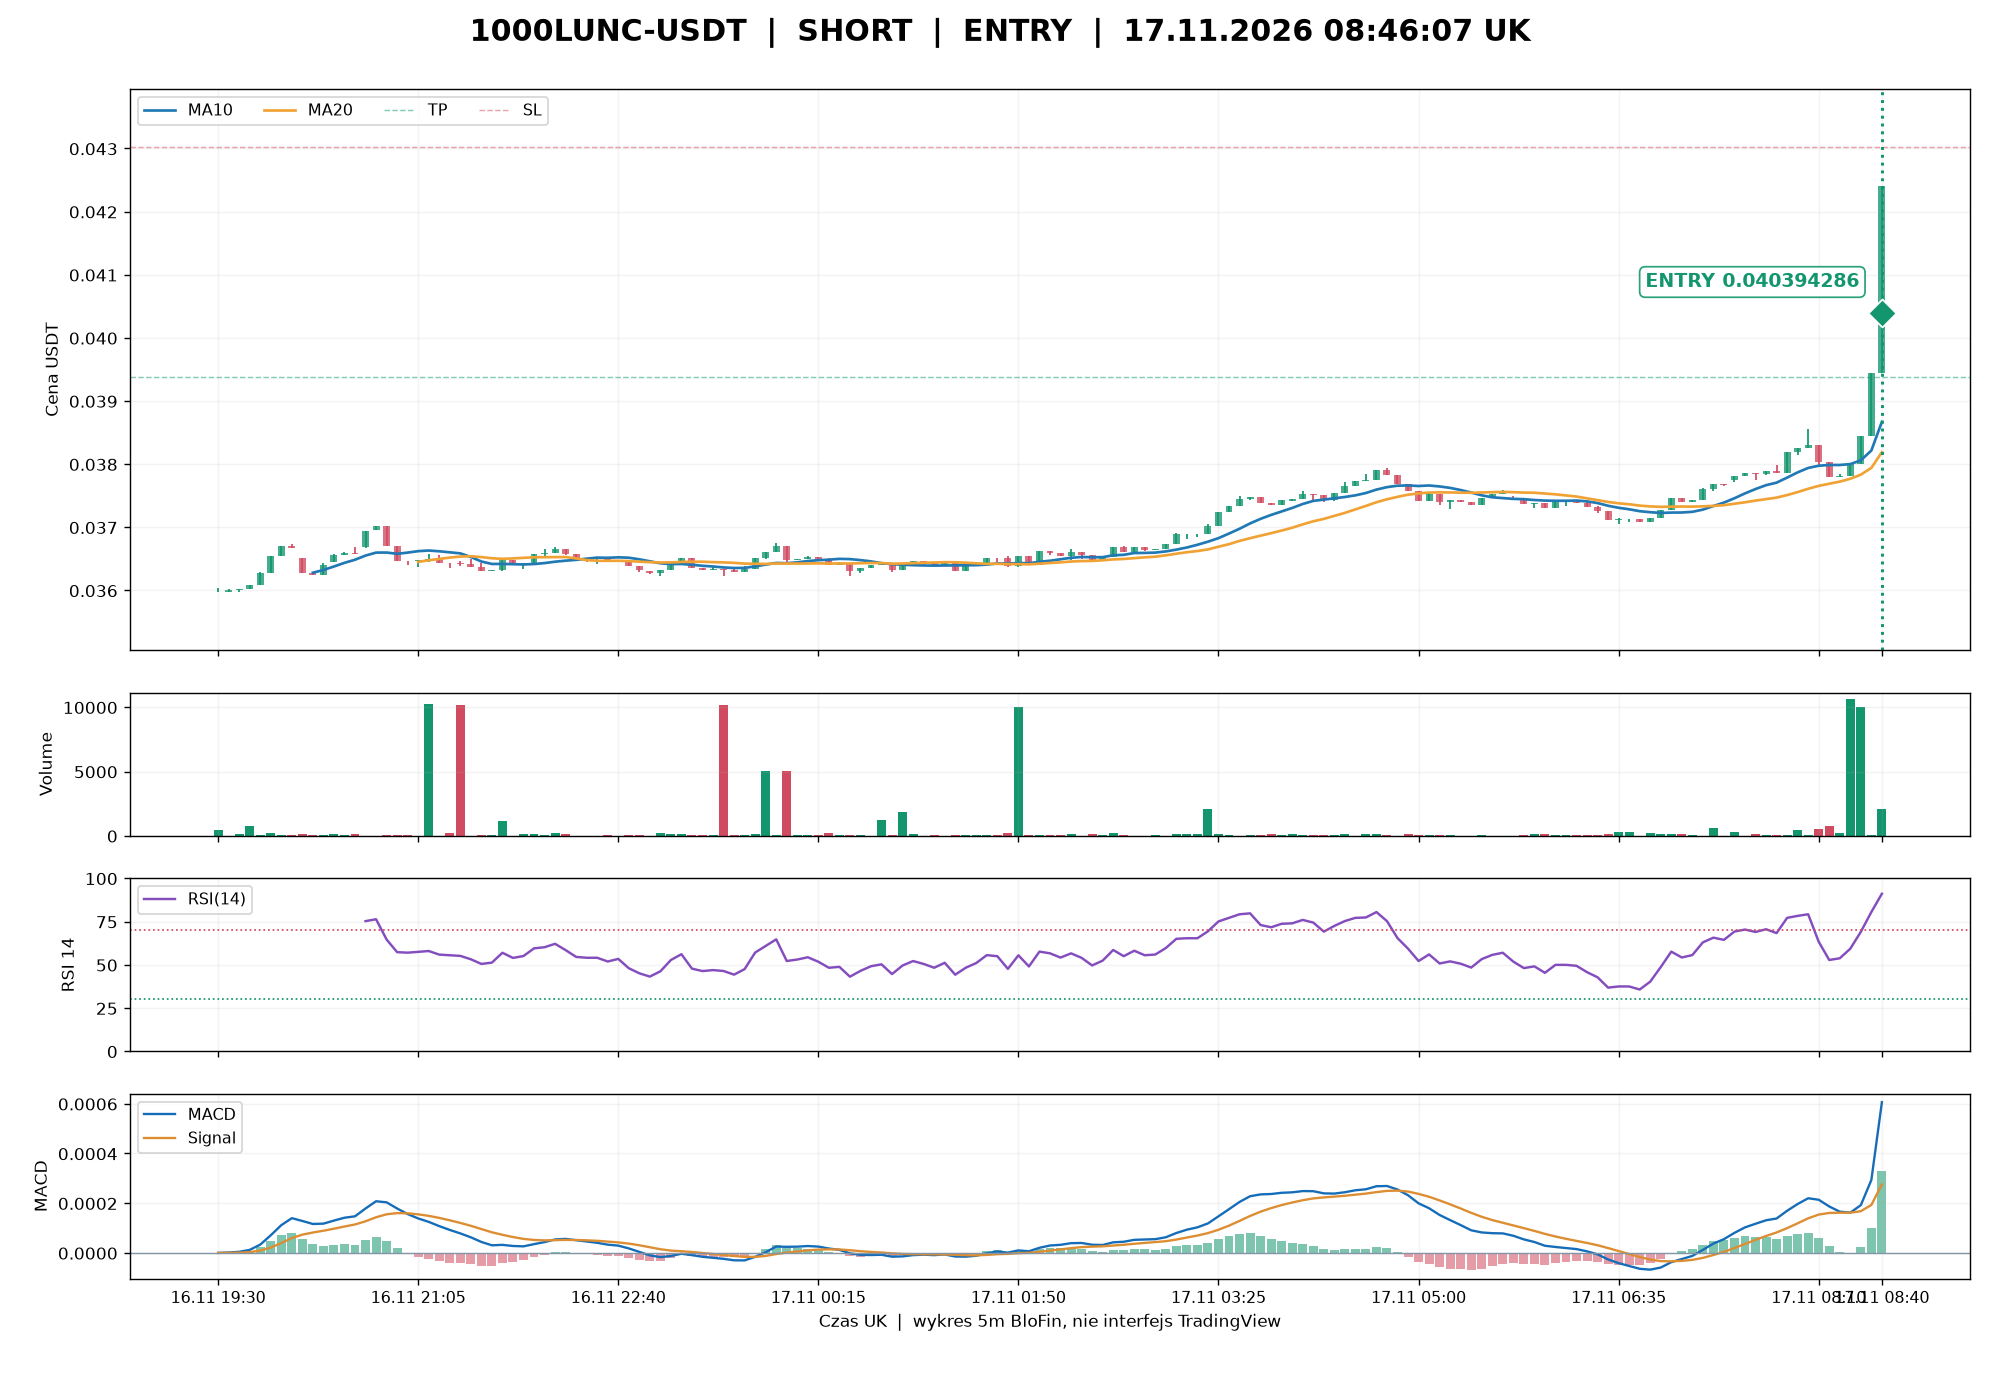 1000LUNC-USDT | SHORT | ENTRY | 17.11.2026 08:46:07 UK
MA10 MA20 TP SL
0.043
0.042
0.041
0.040
0.039
0.038
0.037
0.036
Cena USDT
ENTRY 0.040394286
10000
5000
0
Volume
RSI(14)
100
75
50
25
0
RSI 14
MACD
Signal
0.0006
0.0004
0.0002
0.0000
MACD
16.11 19:30 16.11 21:05 16.11 22:40 17.11 00:15 17.11 01:50 17.11 03:25 17.11 05:00 17.11 06:35 17.11 08:10 17.11 08:40
Czas UK | wykres 5m BloFin, nie interfejs TradingView